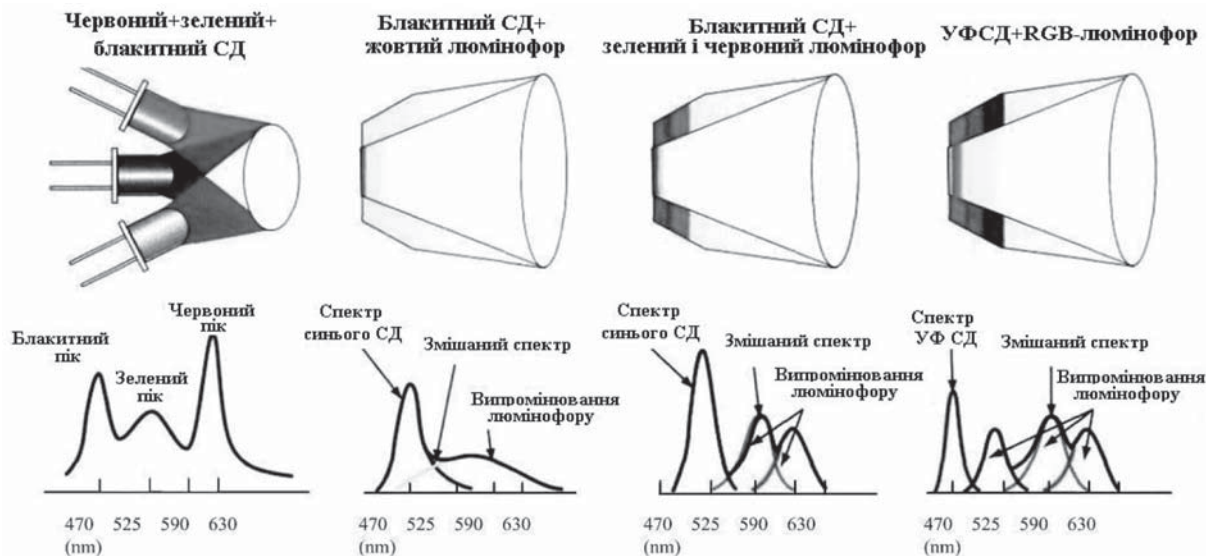 Червоний+зелений+
блакитний СД
Блакитний СД+
жовтий люмінофор
Блакитний СД+
зелений і червоний люмінофор
УФСД+RGB-люмінофор
Блакитний
пік
Зелений
пік
Червоний
пік
470 525 590 630
(nm)
Спектр
синього СД
Змішаний спектр
Випромінювання
люмінофору
470 525 590 630
(nm)
Спектр
синього СД
Змішаний спектр
Випромінювання
люмінофору
470 525 590 630
(nm)
Спектр
УФ СД
Змішаний спектр
Випромінювання
люмінофору
470 525 590 630
(nm)